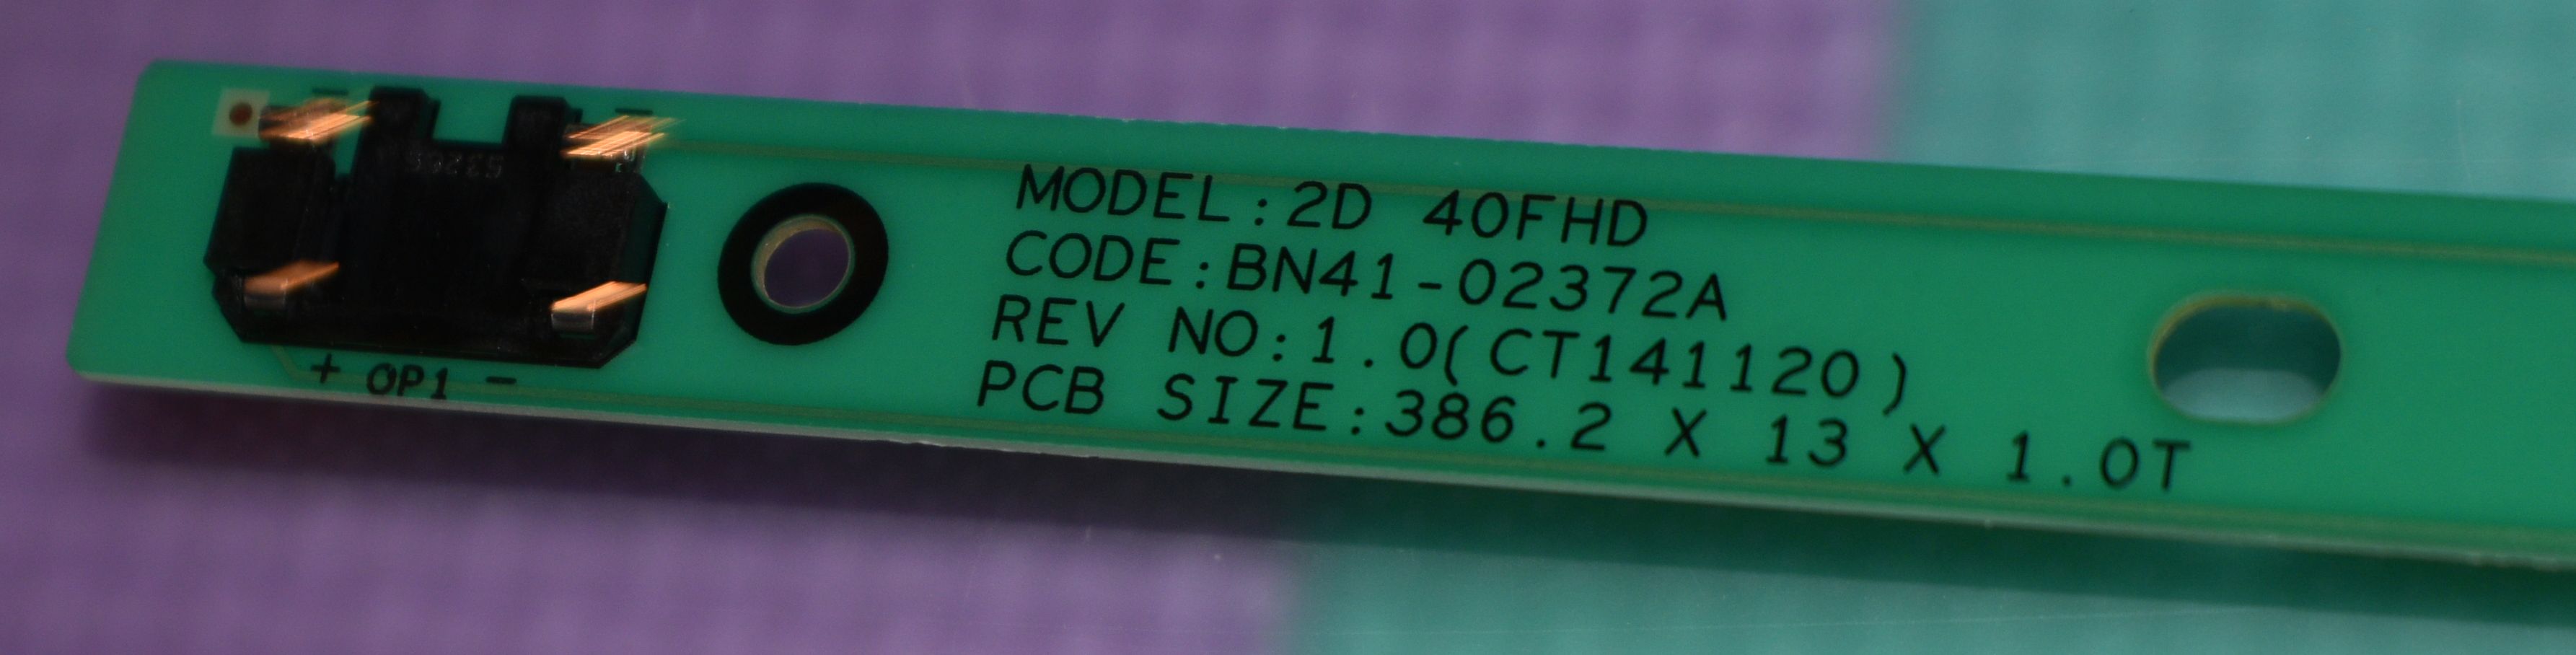 MODEL:2D 40FHD
CODE:BN41-02372A
REV NO:1.0(CT141120)
PCB SIZE:386.2 X 13 X 1.0T
+ OP1 -